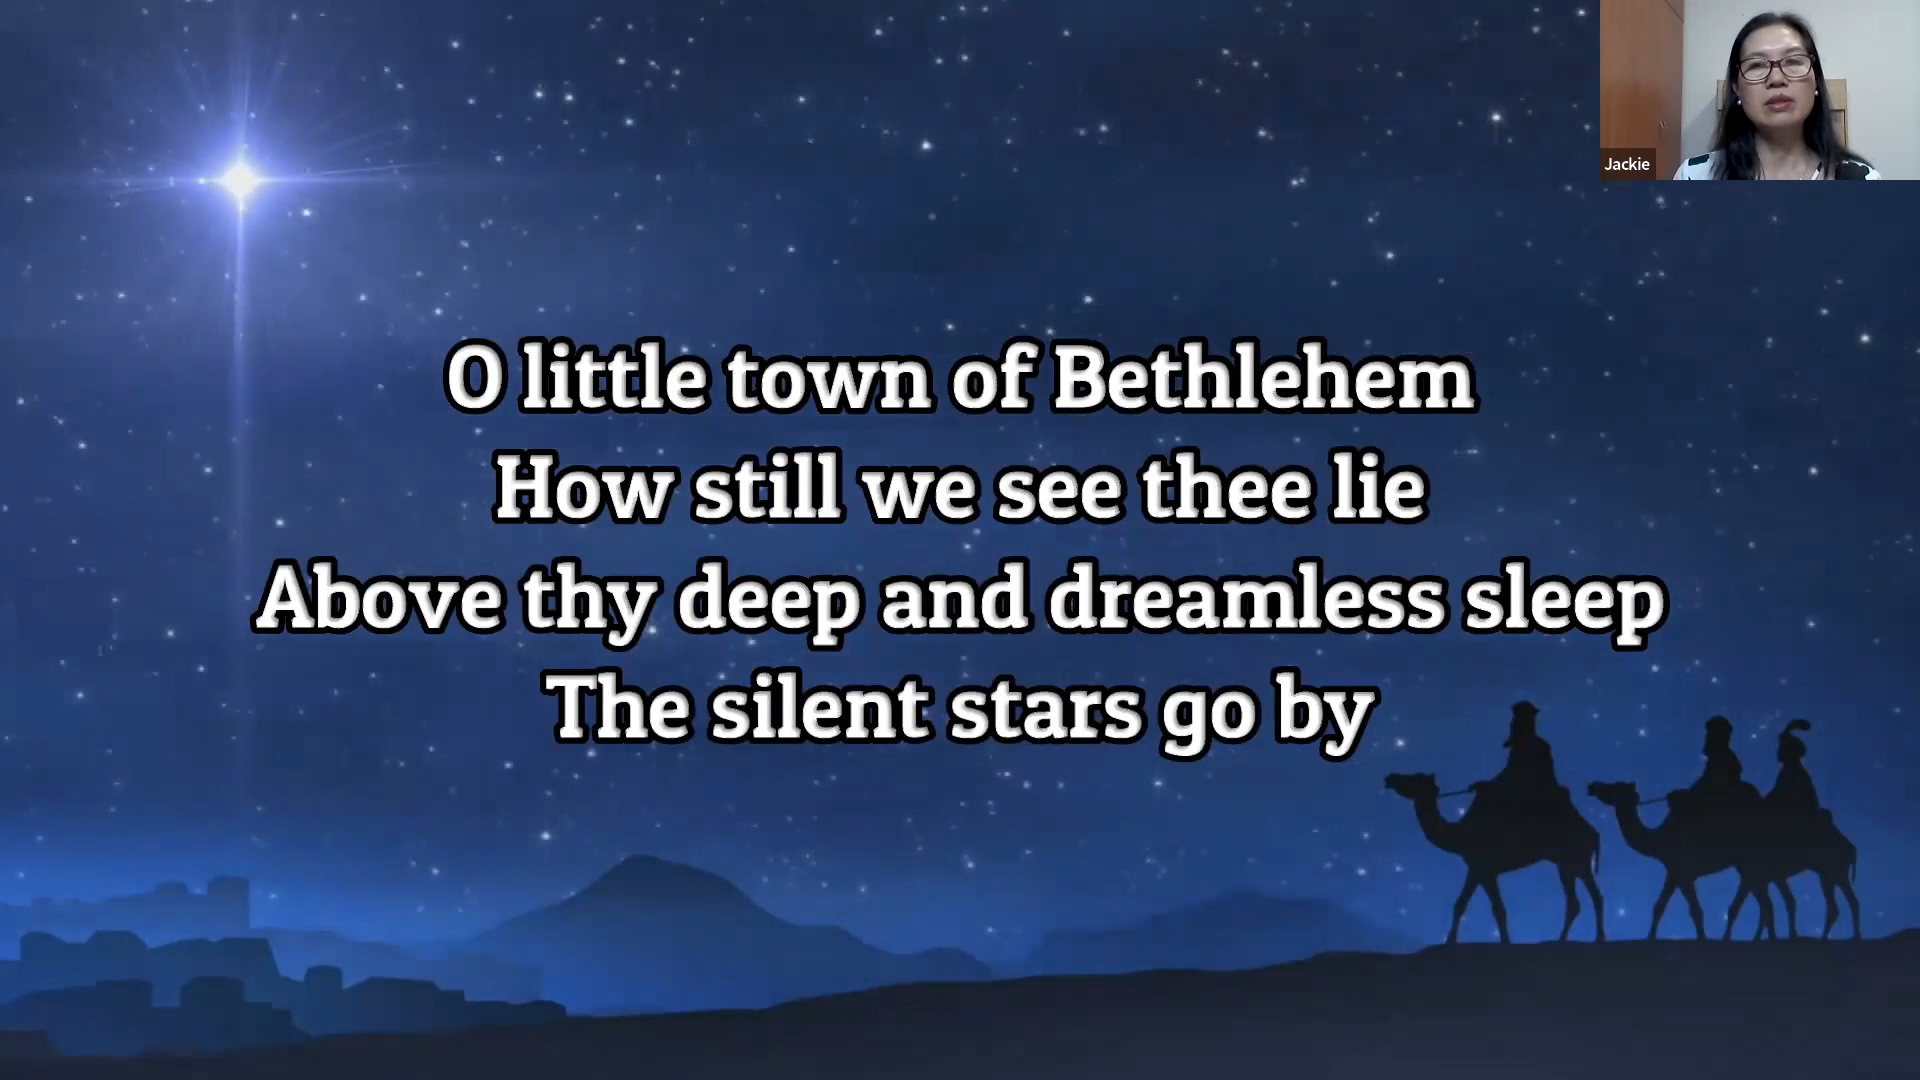 Jackie
O little town of Bethlehem
How still we see thee lie
Above thy deep and dreamless sleep
The silent stars go by